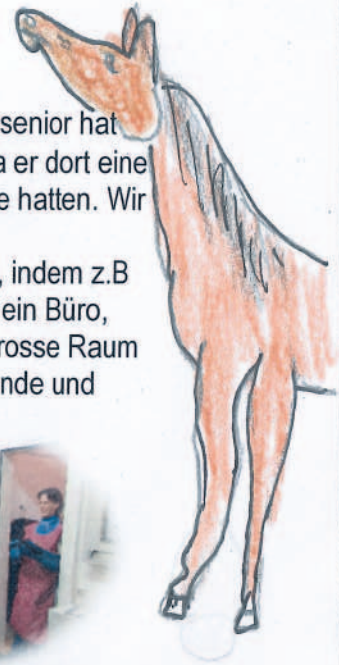 senior hat
a er dort eine
e hatten. Wir
, indem z.B
ein Büro,
rosse Raum
nde und